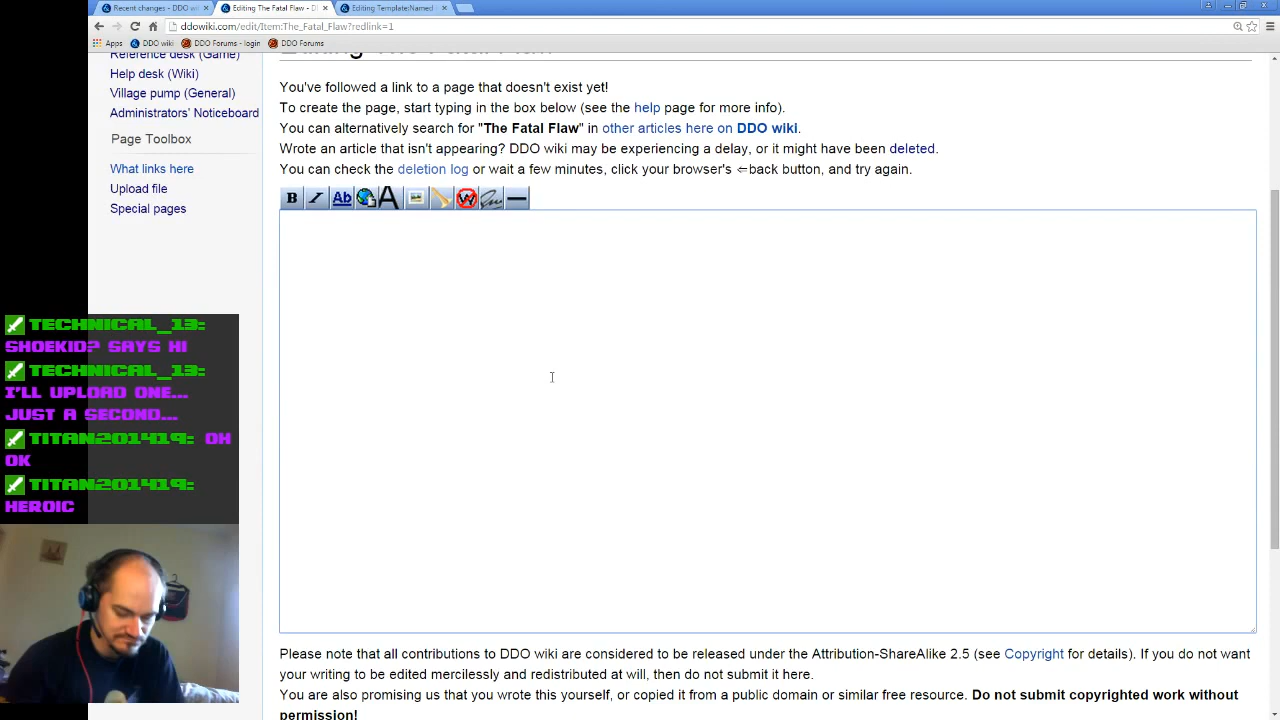 Recent changes - DDO w
Editing The Fatal Flaw - D
Editing Template:Named
ddowiki.com/edit/Item:The_Fatal_Flaw?redlink=1
Apps DDO wiki DDO Forums - login DDO Forums
Reference desk (Game)
Help desk (Wiki)
Village pump (General)
Administrators' Noticeboard
Page Toolbox
What links here
Upload file
Special pages
You've followed a link to a page that doesn't exist yet!
To create the page, start typing in the box below (see the help page for more info).
You can alternatively search for "The Fatal Flaw" in other articles here on DDO wiki.
Wrote an article that isn't appearing? DDO wiki may be experiencing a delay, or it might have been deleted.
You can check the deletion log or wait a few minutes, click your browser's ⇐back button, and try again.
B I Ab A W
TECHNICAL_13:
SHOEKID? SAYS HI
TECHNICAL_13:
I'LL UPLOAD ONE...
JUST A SECOND...
TITAN201419: OH
OK
TITAN201419:
HEROIC
Please note that all contributions to DDO wiki are considered to be released under the Attribution-ShareAlike 2.5 (see Copyright for details). If you do not want
your writing to be edited mercilessly and redistributed at will, then do not submit it here.
You are also promising us that you wrote this yourself, or copied it from a public domain or similar free resource. Do not submit copyrighted work without
permission!